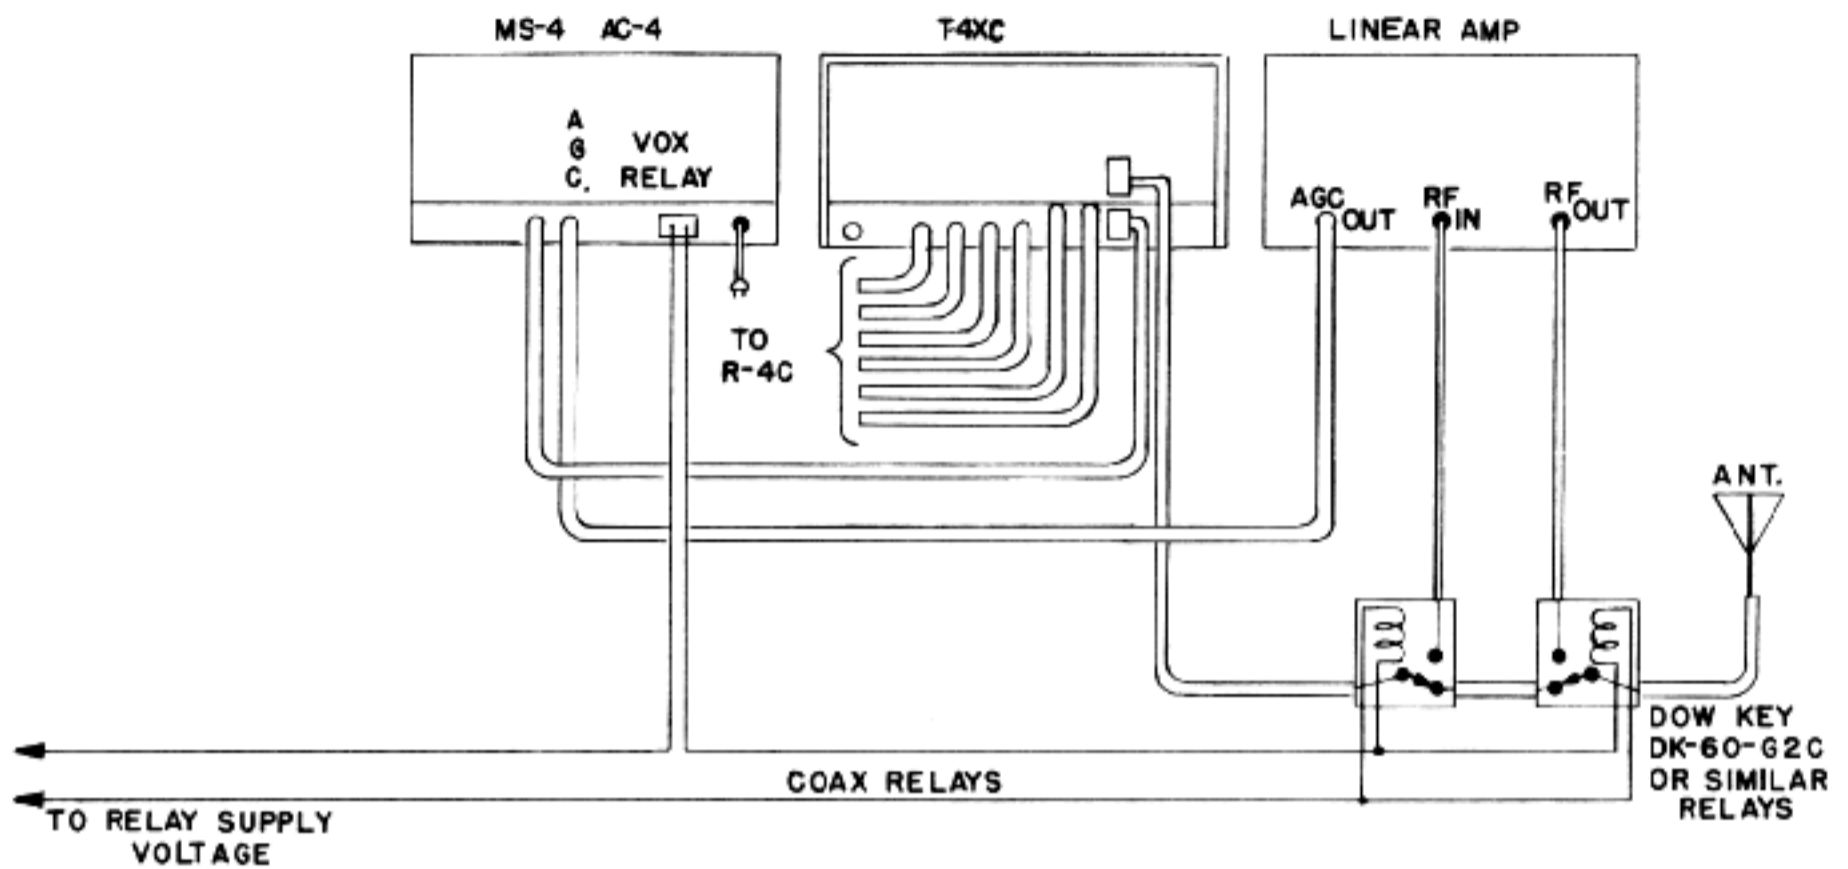 MS-4 AC-4
T-4XC
LINEAR AMP
A
G
C.
VOX
RELAY
AGC
OUT
RF
IN
RF
OUT
TO
R-4C
ANT.
DOW KEY
DK-60-G2C
OR SIMILAR
RELAYS
COAX RELAYS
TO RELAY SUPPLY
VOLTAGE